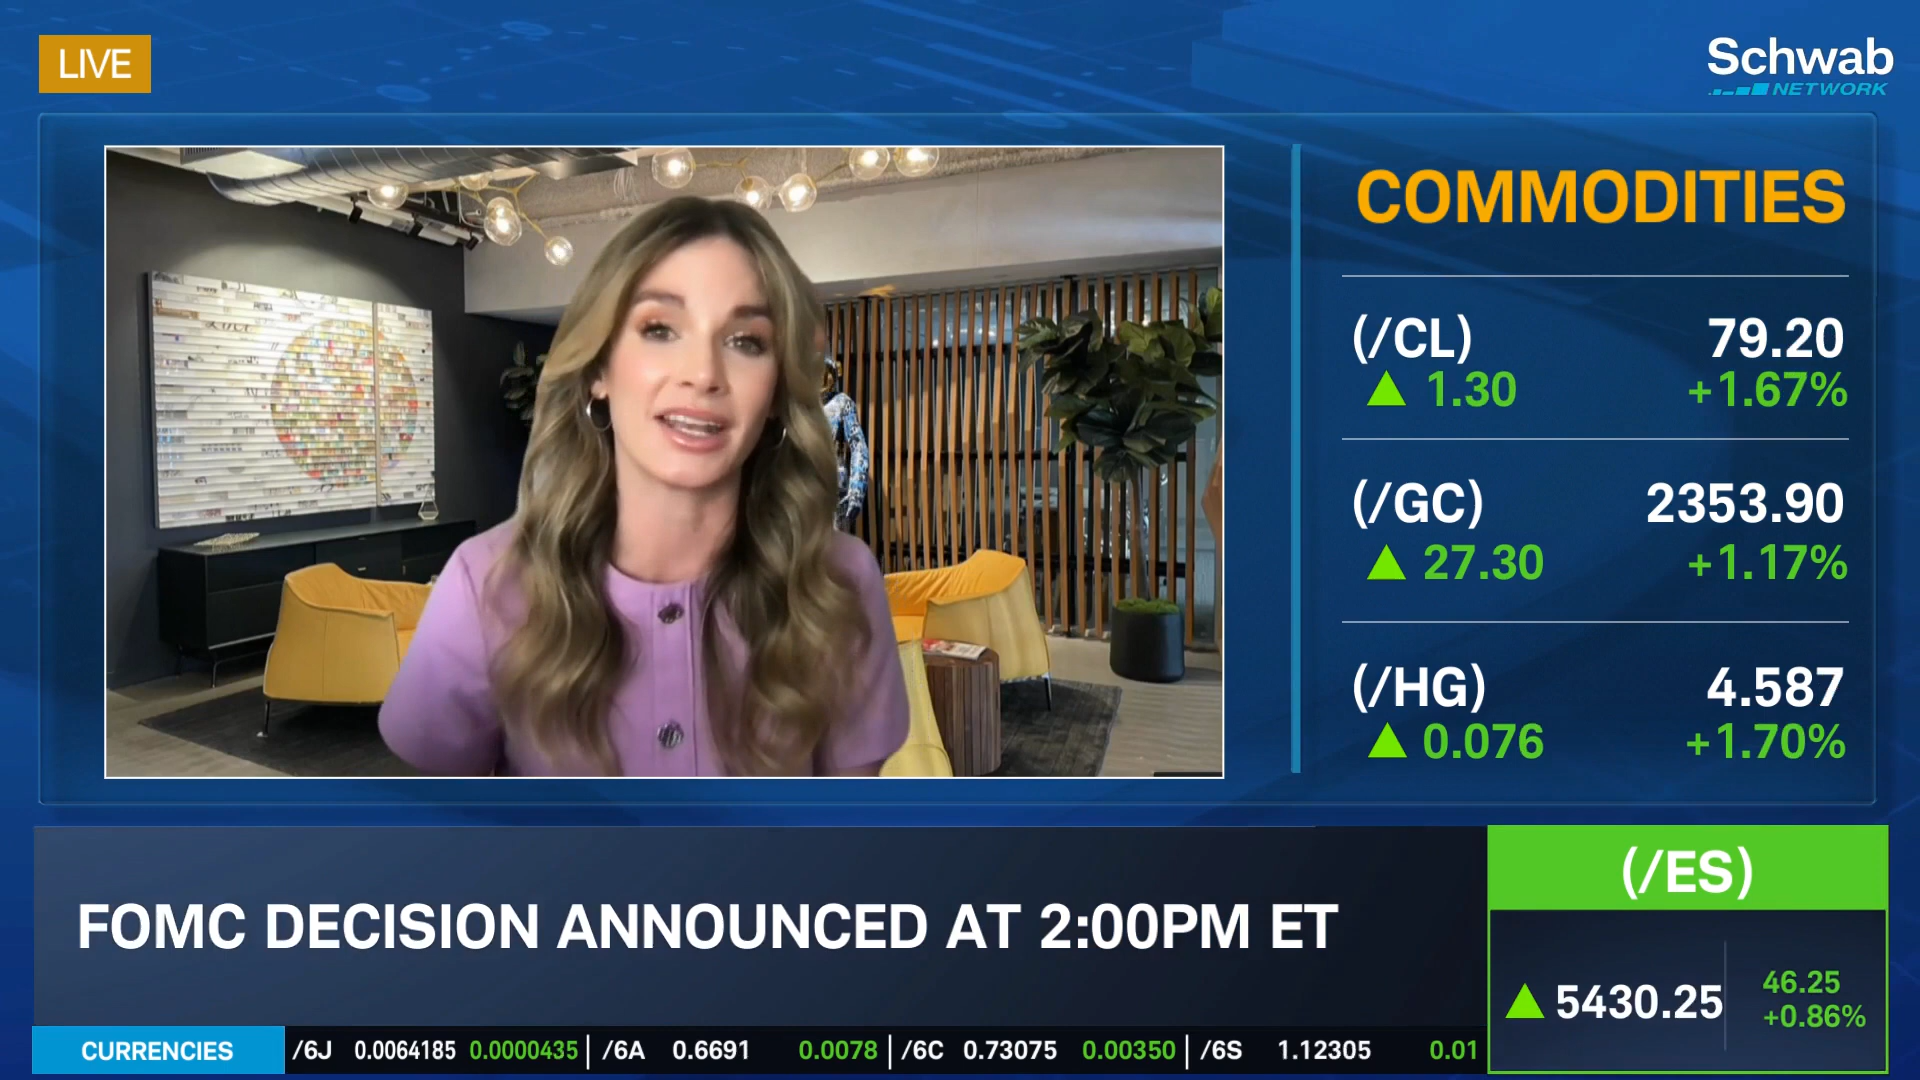 LIVE
Schwab
NETWORK
COMMODITIES
(/CL) 79.20
▲ 1.30 +1.67%
(/GC) 2353.90
▲ 27.30 +1.17%
(/HG) 4.587
▲ 0.076 +1.70%
FOMC DECISION ANNOUNCED AT 2:00PM ET
(/ES)
▲ 5430.25 46.25
+0.86%
CURRENCIES /6J 0.0064185 0.0000435 | /6A 0.6691 0.0078 | /6C 0.73075 0.00350 | /6S 1.12305 0.01